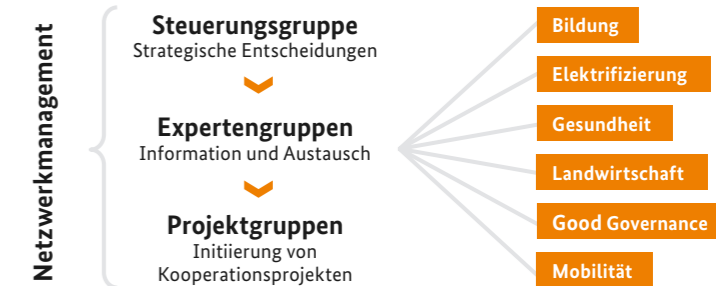 Netzwerkmanagement
Steuerungsgruppe
Strategische Entscheidungen
Expertengruppen
Information und Austausch
Projektgruppen
Initiierung von
Kooperationsprojekten
Bildung
Elektrifizierung
Gesundheit
Landwirtschaft
Good Governance
Mobilität